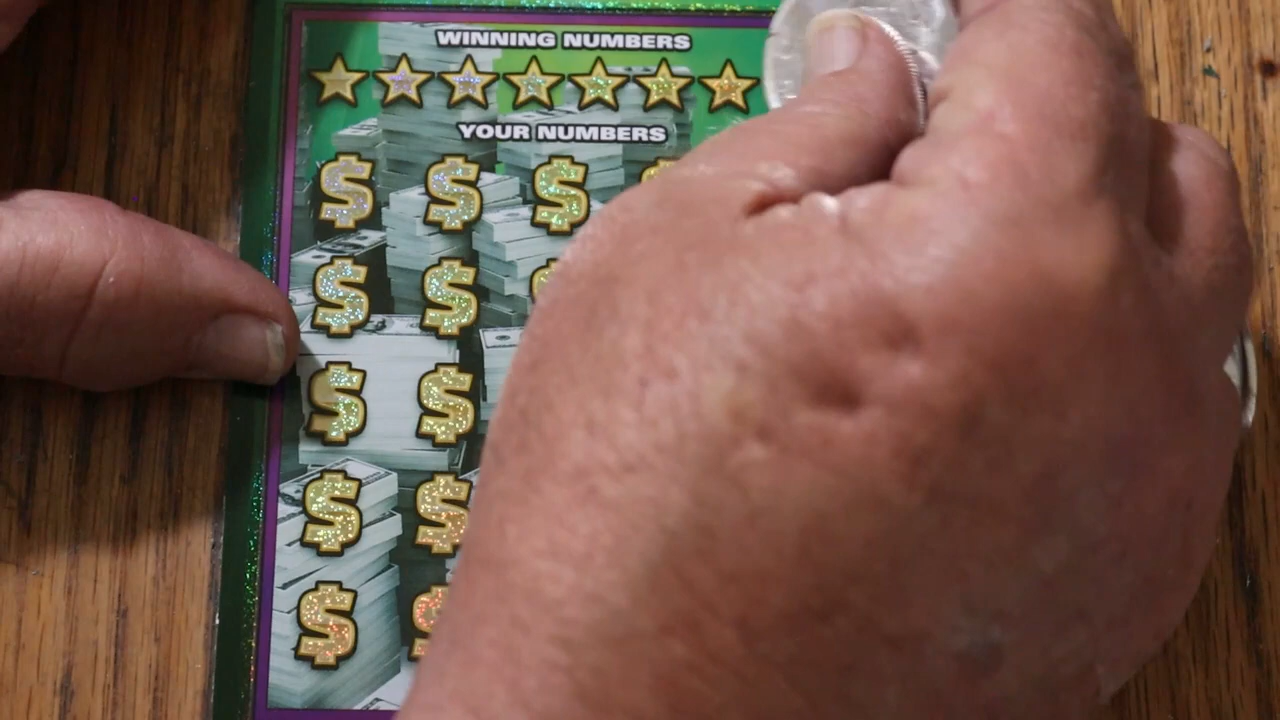 WINNING NUMBERS
YOUR NUMBERS
$ $ $
$ $
$ $
$ $
$